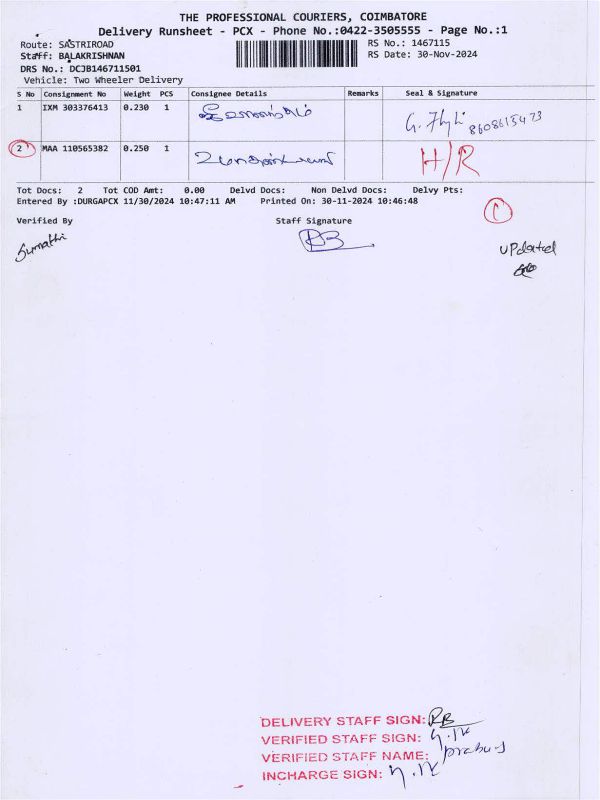 THE PROFESSIONAL COURIERS, COIMBATORE
Delivery Runsheet - PCX - Phone No.:0422-3505555 - Page No.:1
Route: SASTRIROAD
RS No.: 1467115
Staff: BALAKRISHNAN
RS Date: 30-Nov-2024
DRS No.: DCJB146711501
Vehicle: Two Wheeler Delivery
S No Consignment No Weight PCS Consignee Details Remarks Seal & Signature
1 IXM 303376413 0.230 1
2 MAA 110565382 0.250 1 H/R
Tot Docs: 2 Tot COD Amt: 0.00 Delvd Docs: Non Delvd Docs: Delvy Pts:
Entered By :DURGAPCX 11/30/2024 10:47:11 AM Printed On: 30-11-2024 10:46:48
Verified By Staff Signature
Sumathi
UPdated
DELIVERY STAFF SIGN: RB
VERIFIED STAFF SIGN:
VERIFIED STAFF NAME:
INCHARGE SIGN: